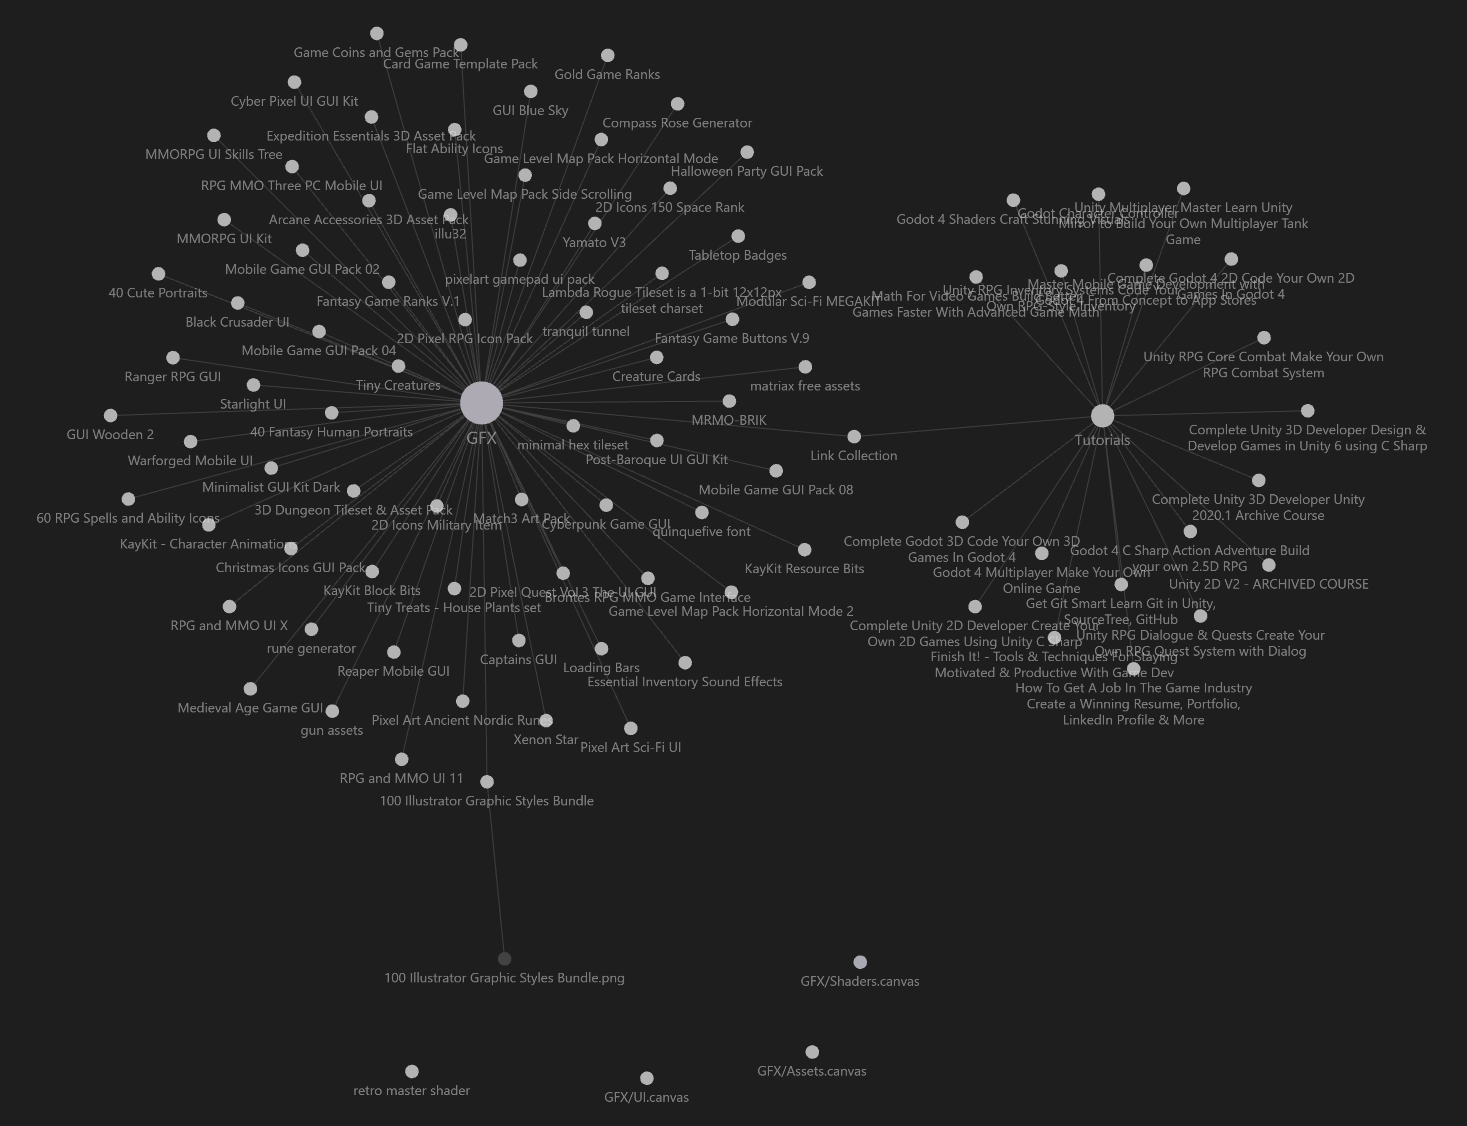 Game Coins and Gems Pack
Card Game Template Pack
Gold Game Ranks
Cyber Pixel UI GUI Kit
GUI Blue Sky
Compass Rose Generator
Expedition Essentials 3D Asset Pack
Flat Ability Icons
MMORPG UI Skills Tree
Game Level Map Pack Horizontal Mode
Halloween Party GUI Pack
RPG MMO Three PC Mobile UI
Game Level Map Pack Side Scrolling
2D Icons 150 Space Rank
Arcane Accessories 3D Asset Pack
illu32
MMORPG UI Kit
Yamato V3
Tabletop Badges
Mobile Game GUI Pack 02
pixelart gamepad ui pack
40 Cute Portraits
Fantasy Game Ranks V.1
Lambda Rogue Tileset is a 1-bit 12x12px
tileset charset
Modular Sci-Fi MEGAKIT
Black Crusader UI
2D Pixel RPG Icon Pack
tranquil tunnel
Fantasy Game Buttons V.9
Mobile Game GUI Pack 04
Ranger RPG GUI
Tiny Creatures
Creature Cards
matriax free assets
Starlight UI
GUI Wooden 2
40 Fantasy Human Portraits
GFX
MRMO-BRIK
minimal hex tileset
Link Collection
Warforged Mobile UI
Post-Baroque UI GUI Kit
Minimalist GUI Kit Dark
Mobile Game GUI Pack 08
60 RPG Spells and Ability Icons
3D Dungeon Tileset & Asset Pack
2D Icons Military Item
Match3 Art Pack
Cyberpunk Game GUI
quinquefive font
KayKit - Character Animations
Christmas Icons GUI Pack
KayKit Resource Bits
KayKit Block Bits
2D Pixel Quest Vol.3 The UI GUI
Brontes RPG MMO Game Interface
Tiny Treats - House Plants set
Game Level Map Pack Horizontal Mode 2
RPG and MMO UI X
rune generator
Reaper Mobile GUI
Captains GUI
Loading Bars
Essential Inventory Sound Effects
Medieval Age Game GUI
gun assets
Pixel Art Ancient Nordic Runes
Xenon Star
Pixel Art Sci-Fi UI
RPG and MMO UI 11
100 Illustrator Graphic Styles Bundle
100 Illustrator Graphic Styles Bundle.png
GFX/Shaders.canvas
GFX/Assets.canvas
retro master shader
GFX/UI.canvas
Godot 4 Shaders Craft Stunning Visuals
Godot Character Controller
Unity Multiplayer Master Learn Unity
Mirror to Build Your Own Multiplayer Tank
Game
Math For Video Games Build Better
Games Faster With Advanced Game Math
Unity RPG Inventory Systems Code Your
Own RPG Style Inventory
Master Mobile Game Development with
Godot 4 From Concept to App Stores
Complete Godot 4 2D Code Your Own 2D
Games In Godot 4
Unity RPG Core Combat Make Your Own
RPG Combat System
Tutorials
Complete Unity 3D Developer Design &
Develop Games in Unity 6 using C Sharp
Complete Unity 3D Developer Unity
2020.1 Archive Course
Complete Godot 3D Code Your Own 3D
Games In Godot 4
Godot 4 C Sharp Action Adventure Build
your own 2.5D RPG
Godot 4 Multiplayer Make Your Own
Online Game
Unity 2D V2 - ARCHIVED COURSE
Get Git Smart Learn Git in Unity,
SourceTree, GitHub
Complete Unity 2D Developer Create Your
Own 2D Games Using Unity C Sharp
Unity RPG Dialogue & Quests Create Your
Own RPG Quest System with Dialog
Finish It! - Tools & Techniques For Staying
Motivated & Productive With Game Dev
How To Get A Job In The Game Industry
Create a Winning Resume, Portfolio,
LinkedIn Profile & More